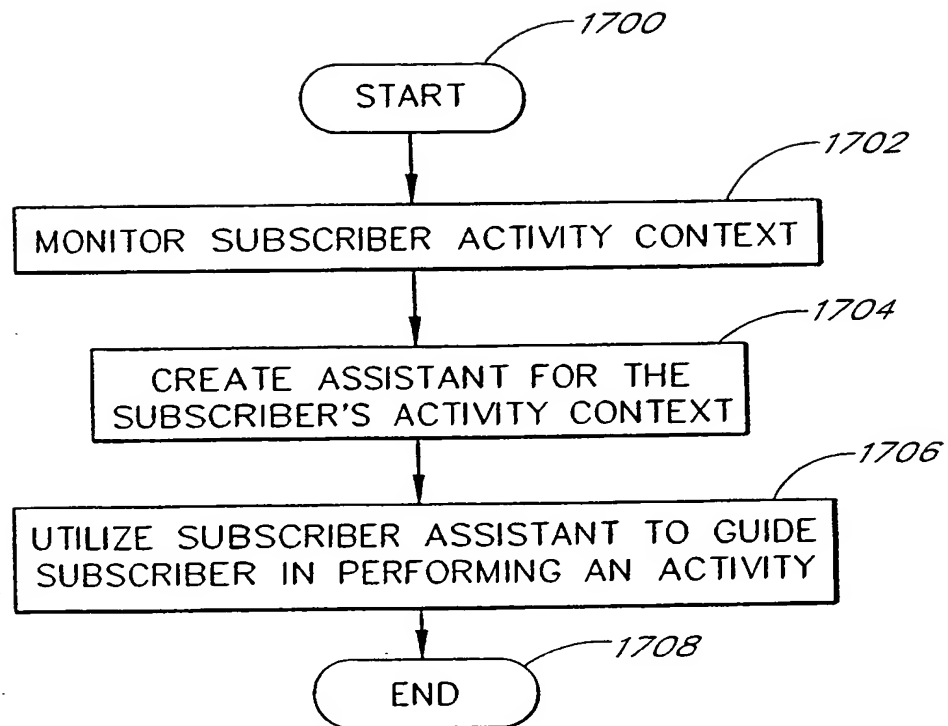 1700
START
1702
MONITOR SUBSCRIBER ACTIVITY CONTEXT
1704
CREATE ASSISTANT FOR THE
SUBSCRIBER'S ACTIVITY CONTEXT
1706
UTILIZE SUBSCRIBER ASSISTANT TO GUIDE
SUBSCRIBER IN PERFORMING AN ACTIVITY
1708
END